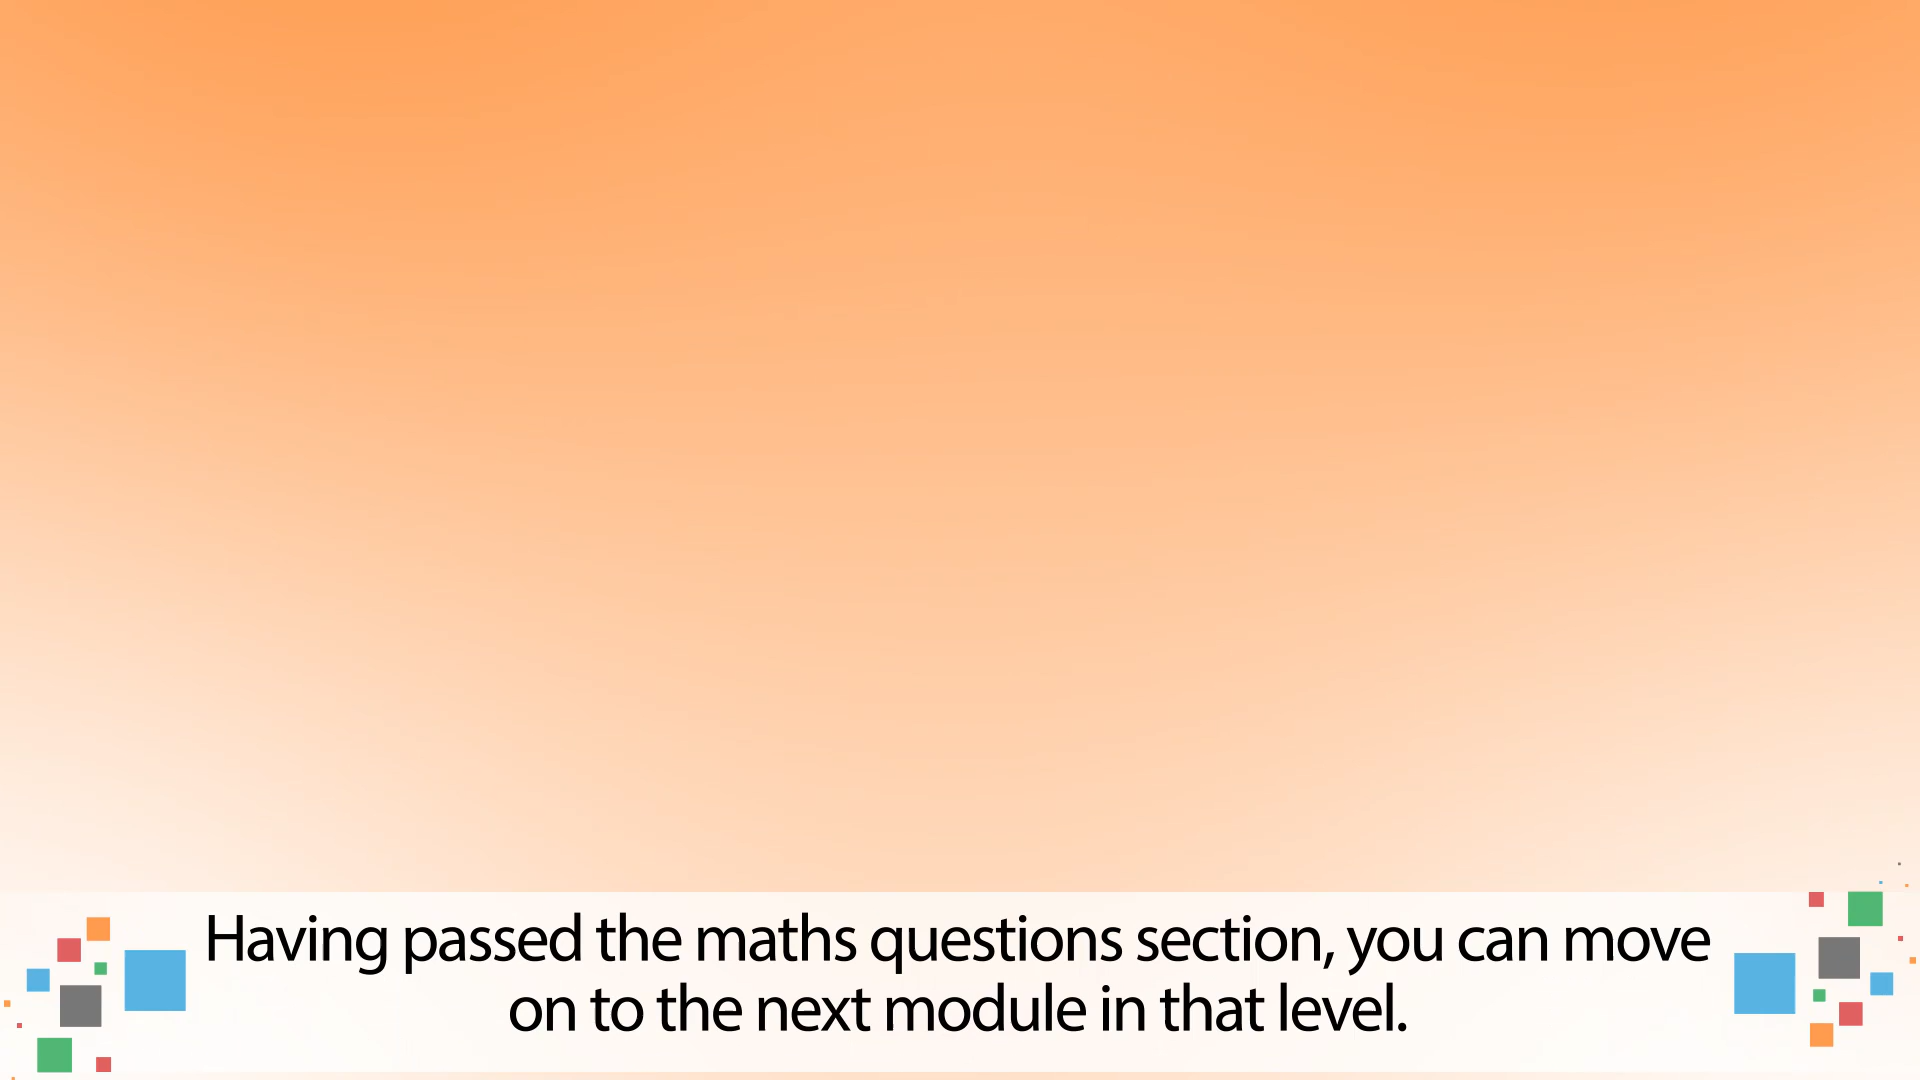 Having passed the maths questions section, you can move
on to the next module in that level.